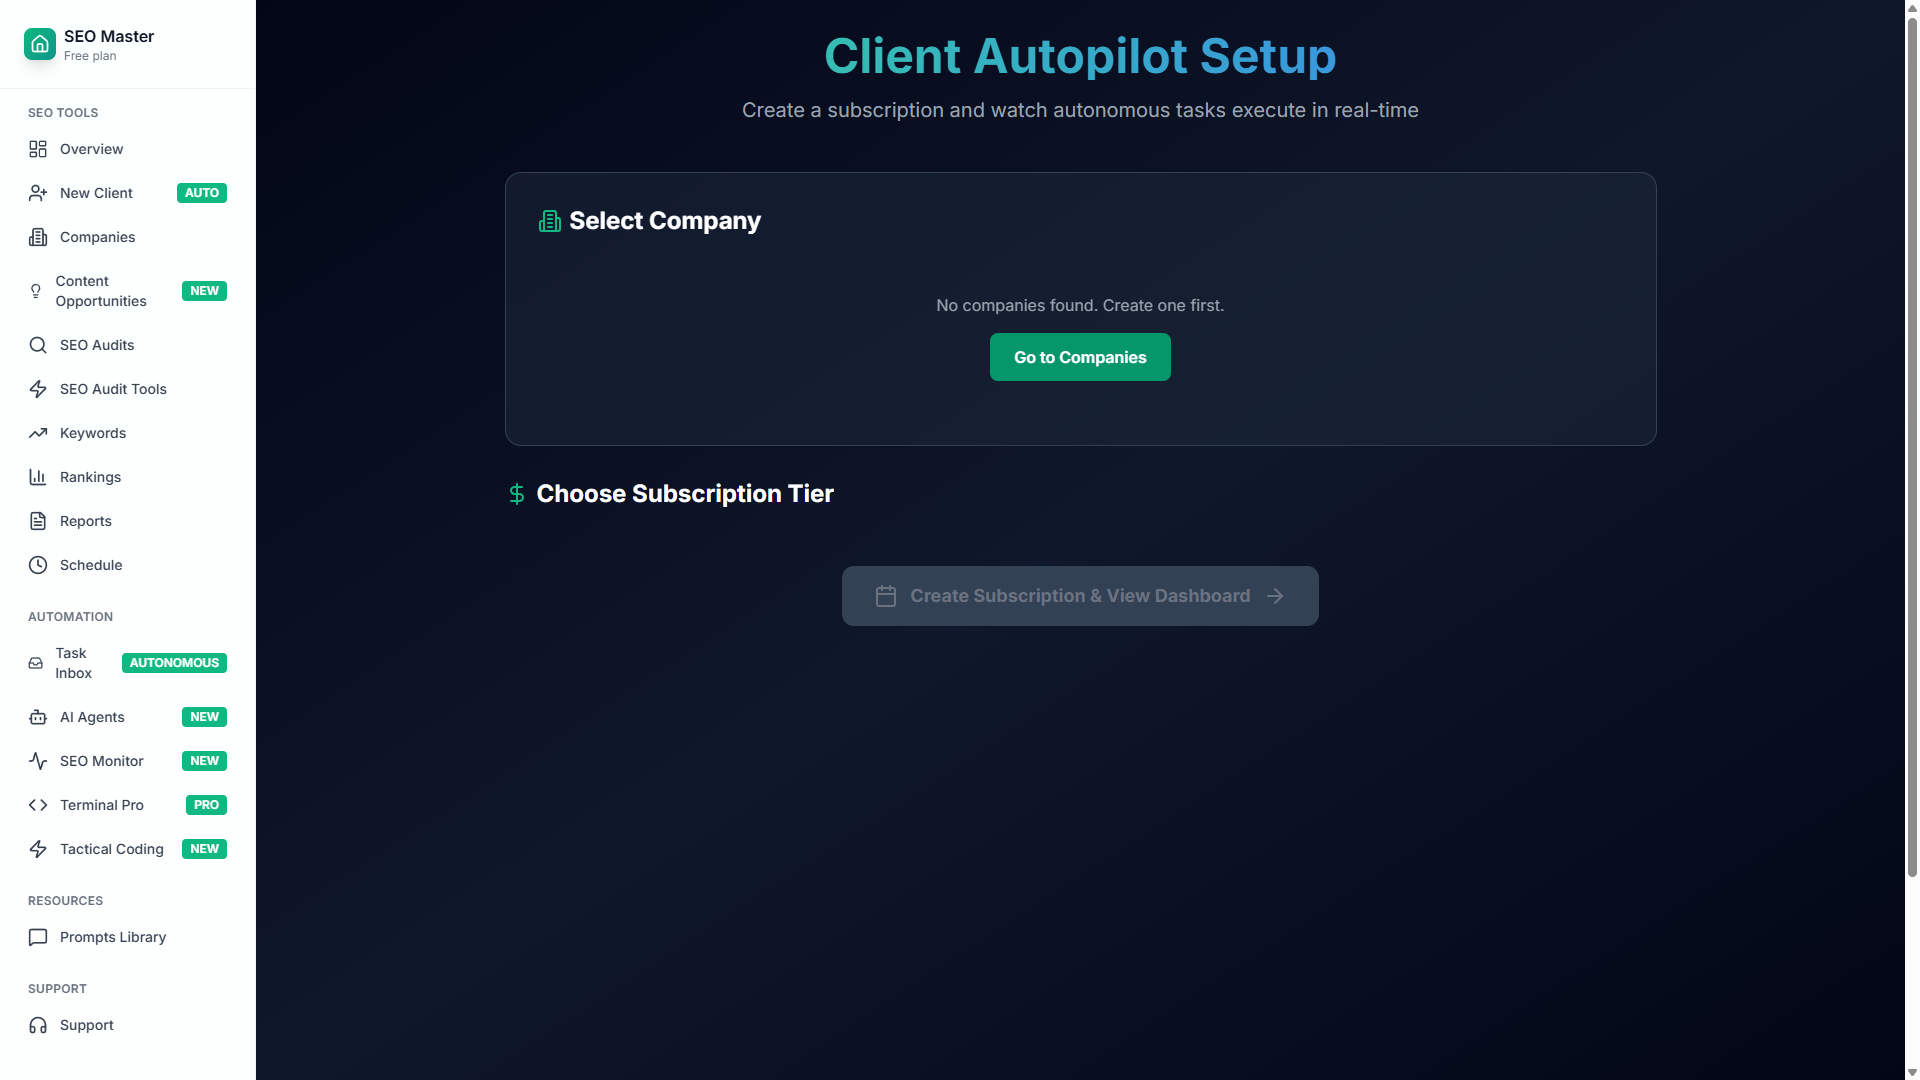 SEO Master
Free plan
SEO TOOLS
Overview
New Client AUTO
Companies
Content
Opportunities
NEW
SEO Audits
SEO Audit Tools
Keywords
Rankings
Reports
Schedule
AUTOMATION
Task
Inbox
AUTONOMOUS
AI Agents NEW
SEO Monitor NEW
Terminal Pro PRO
Tactical Coding NEW
RESOURCES
Prompts Library
SUPPORT
Support
Client Autopilot Setup
Create a subscription and watch autonomous tasks execute in real-time
Select Company
No companies found. Create one first.
Go to Companies
Choose Subscription Tier
Create Subscription & View Dashboard